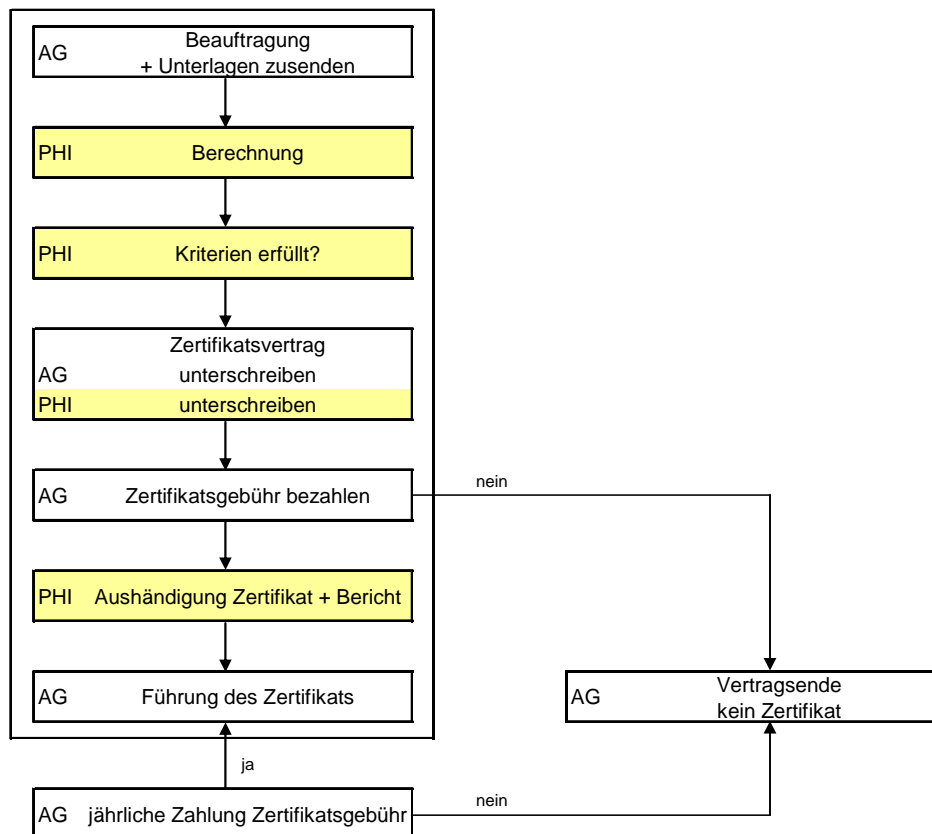 AG Beauftragung
+ Unterlagen zusenden
PHI Berechnung
PHI Kriterien erfüllt?
Zertifikatsvertrag
AG unterschreiben
PHI unterschreiben
AG Zertifikatsgebühr bezahlen
nein
PHI Aushändigung Zertifikat + Bericht
AG Führung des Zertifikats
AG Vertragsende
kein Zertifikat
ja
AG jährliche Zahlung Zertifikatsgebühr
nein